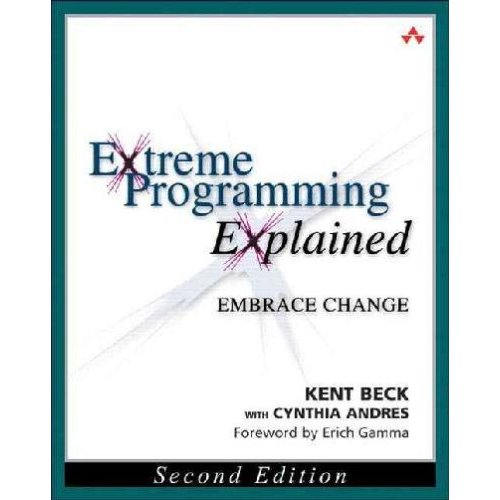 Extreme
Programming
Explained
EMBRACE CHANGE
KENT BECK
WITH CYNTHIA ANDRES
Foreword by Erich Gamma
Second Edition